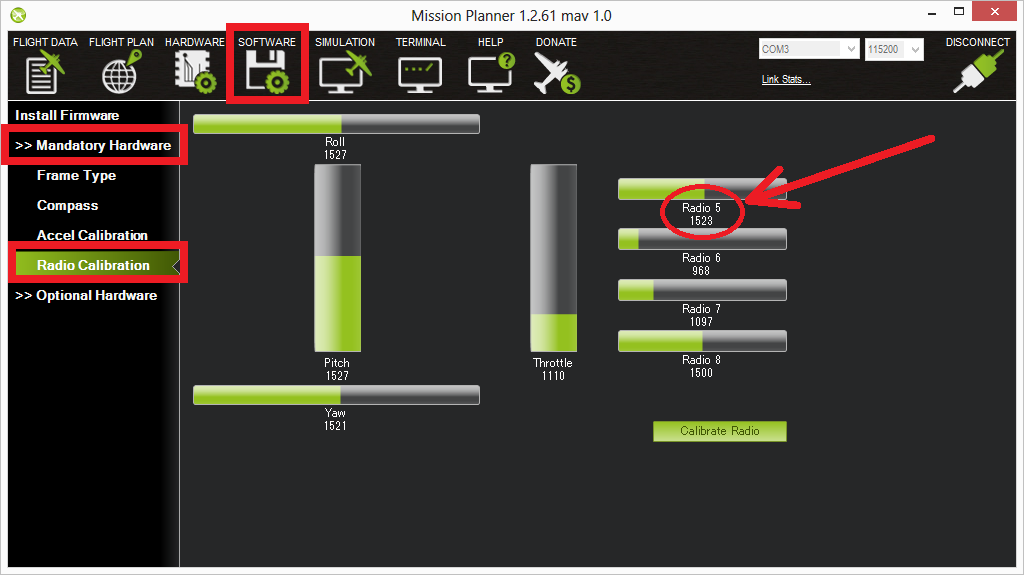 Mission Planner 1.2.61 mav 1.0
FLIGHT DATA FLIGHT PLAN HARDWARE SOFTWARE SIMULATION TERMINAL HELP DONATE COM3 115200 DISCONNECT
Link Stats...
Install Firmware
>> Mandatory Hardware
Frame Type
Compass
Accel Calibration
Radio Calibration
>> Optional Hardware
Roll
1527
Pitch
1527
Throttle
1110
Yaw
1521
Radio 5
1523
Radio 6
968
Radio 7
1097
Radio 8
1500
Calibrate Radio